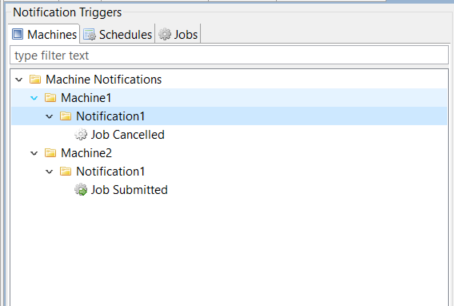 Notification Triggers
Machines Schedules Jobs
type filter text
Machine Notifications
Machine1
Notification1
Job Cancelled
Machine2
Notification1
Job Submitted